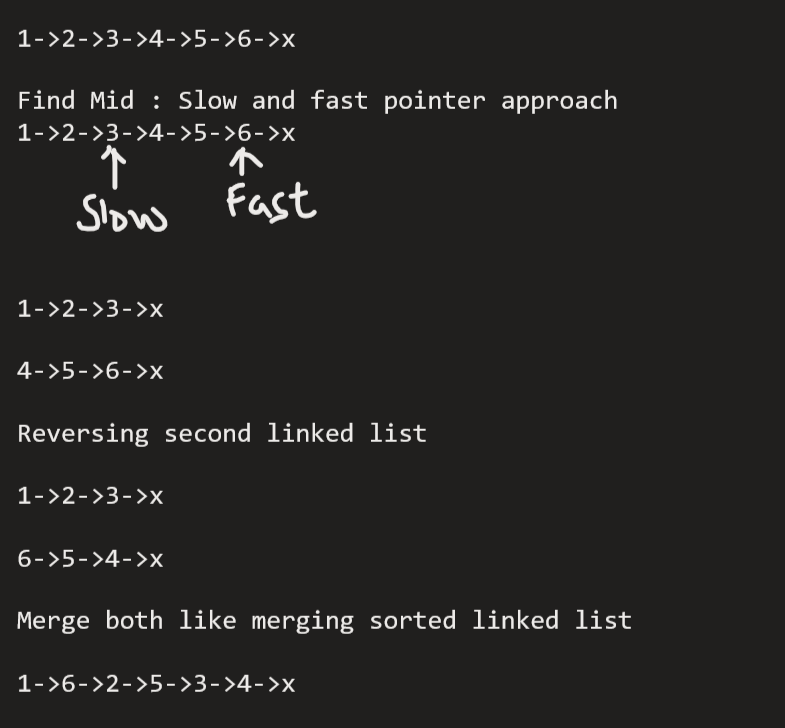 1->2->3->4->5->6->x
Find Mid : Slow and fast pointer approach
1->2->3->4->5->6->x
Slow Fast
1->2->3->x
4->5->6->x
Reversing second linked list
1->2->3->x
6->5->4->x
Merge both like merging sorted linked list
1->6->2->5->3->4->x